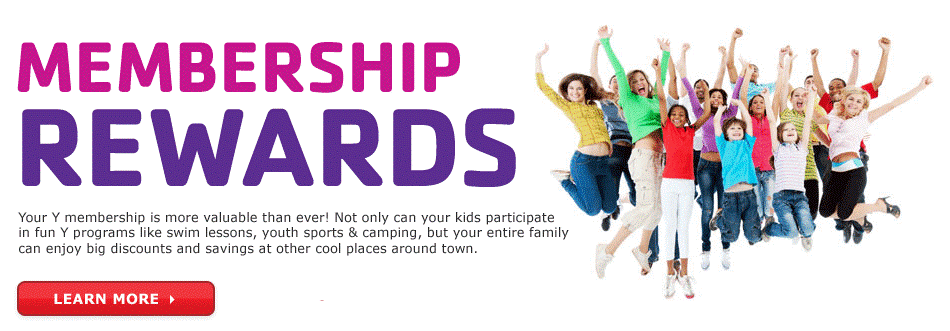 MEMBERSHIP
REWARDS
Your Y membership is more valuable than ever! Not only can your kids participate
in fun Y programs like swim lessons, youth sports & camping, but your entire family
can enjoy big discounts and savings at other cool places around town.
LEARN MORE